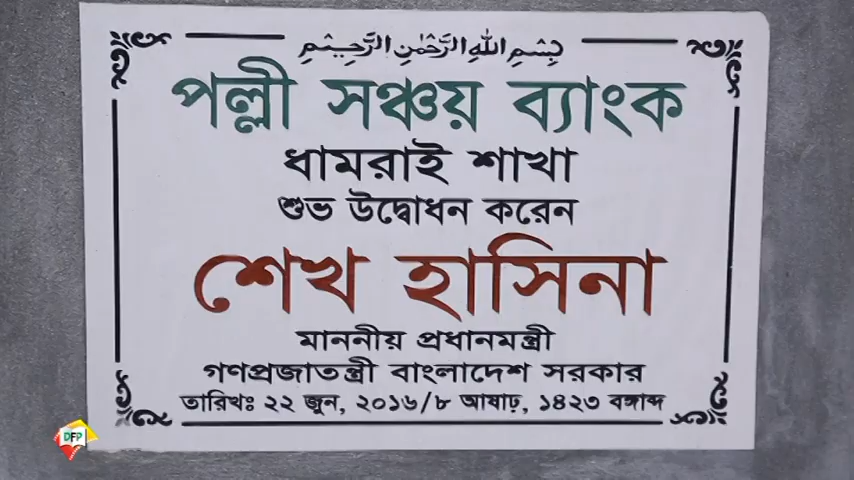 بِسْمِ اللهِ الرَّحْمٰنِ الرَّحِيْمِ
পল্লী সঞ্চয় ব্যাংক
ধামরাই শাখা
শুভ উদ্বোধন করেন
শেখ হাসিনা
মাননীয় প্রধানমন্ত্রী
গণপ্রজাতন্ত্রী বাংলাদেশ সরকার
তারিখঃ ২২ জুন, ২০১৬/৮ আষাঢ়, ১৪২৩ বঙ্গাব্দ
DFP